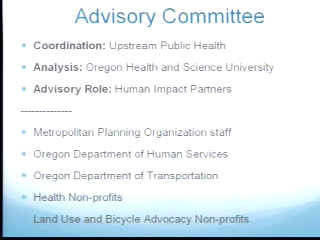 Advisory Committee
Coordination: Upstream Public Health
Analysis: Oregon Health and Science University
Advisory Role: Human Impact Partners
--------------
Metropolitan Planning Organization staff
Oregon Department of Human Services
Oregon Department of Transportation
Health Non-profits
Land Use and Bicycle Advocacy Non-profits